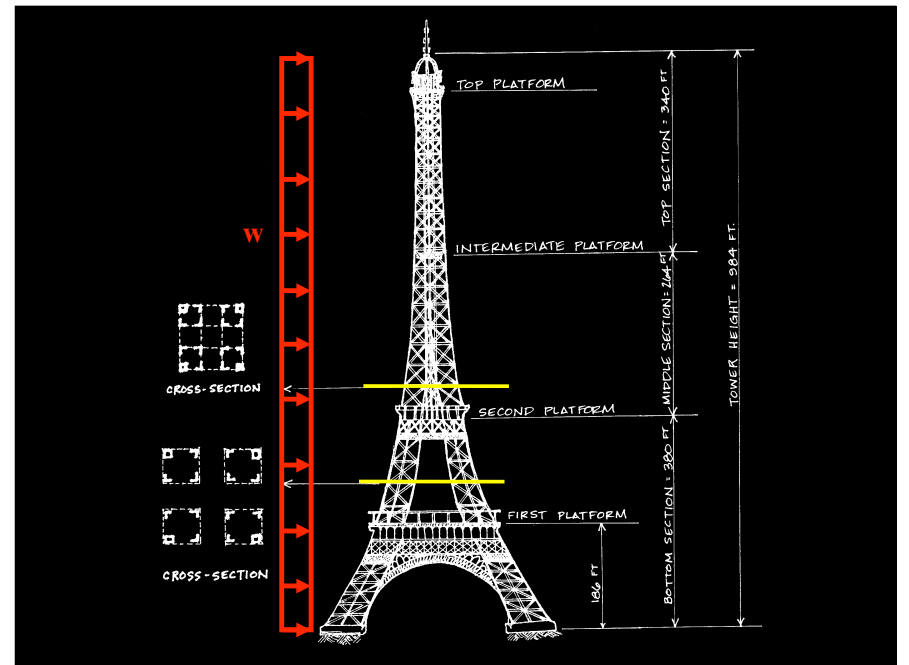 TOP PLATFORM
TOP SECTION = 340 FT
W
INTERMEDIATE PLATFORM
TOWER HEIGHT = 984 FT.
MIDDLE SECTION = 264 FT
CROSS-SECTION
SECOND PLATFORM
BOTTOM SECTION = 380 FT
FIRST PLATFORM
186 FT
CROSS-SECTION